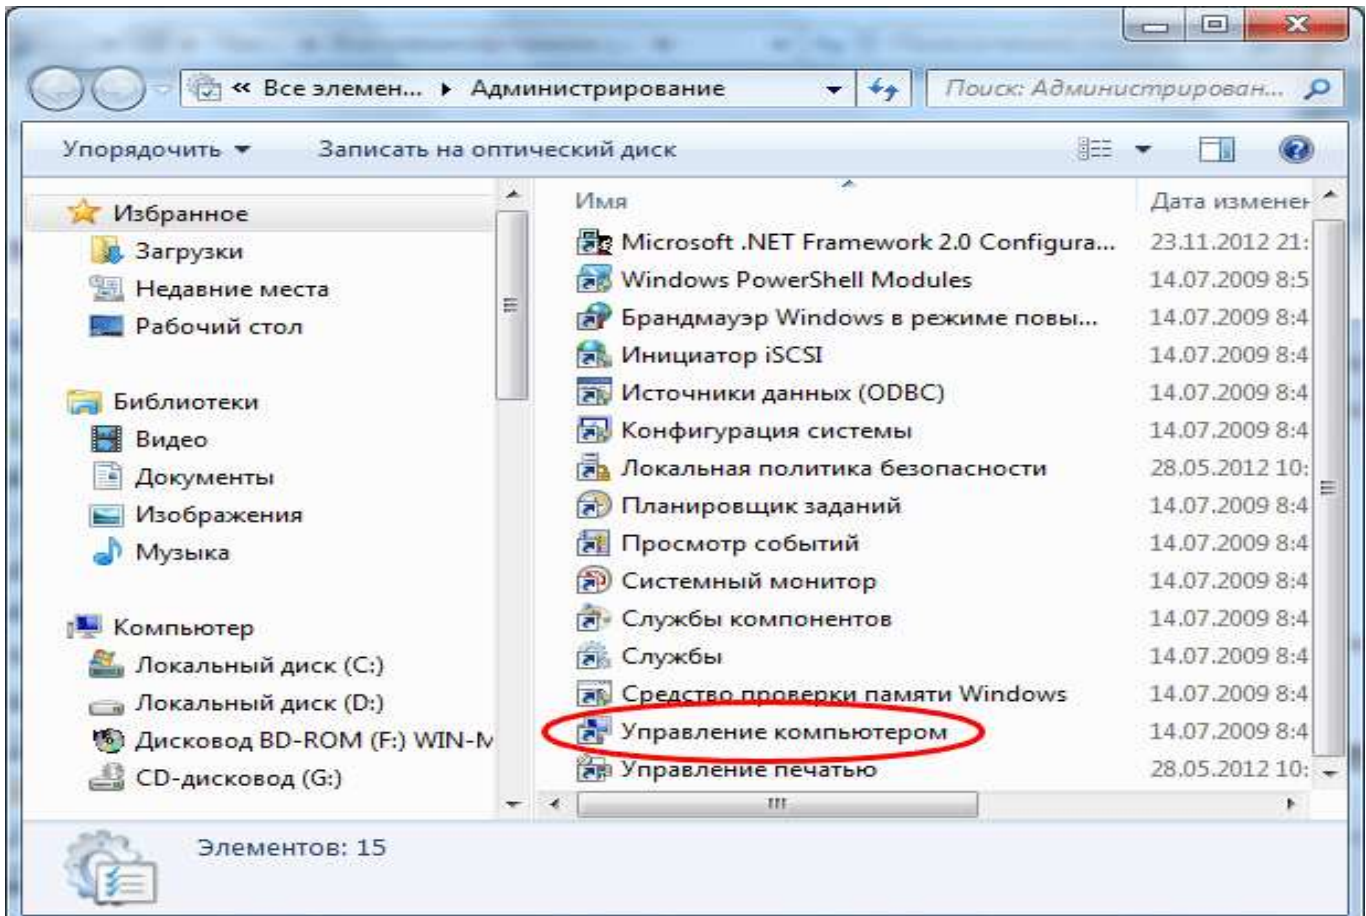 « Все элемен... Администрирование
Поиск: Администрирован...
Упорядочить Записать на оптический диск
Избранное
Загрузки
Недавние места
Рабочий стол
Библиотеки
Видео
Документы
Изображения
Музыка
Компьютер
Локальный диск (C:)
Локальный диск (D:)
Дисковод BD-ROM (F:) WIN-M
CD-дисковод (G:)
Имя Дата изменен
Microsoft .NET Framework 2.0 Configura... 23.11.2012 21:
Windows PowerShell Modules 14.07.2009 8:5
Брандмауэр Windows в режиме повы... 14.07.2009 8:4
Инициатор iSCSI 14.07.2009 8:4
Источники данных (ODBC) 14.07.2009 8:4
Конфигурация системы 14.07.2009 8:4
Локальная политика безопасности 28.05.2012 10:
Планировщик заданий 14.07.2009 8:4
Просмотр событий 14.07.2009 8:4
Системный монитор 14.07.2009 8:4
Службы компонентов 14.07.2009 8:4
Службы 14.07.2009 8:4
Средство проверки памяти Windows 14.07.2009 8:4
Управление компьютером 14.07.2009 8:4
Управление печатью 28.05.2012 10:
Элементов: 15